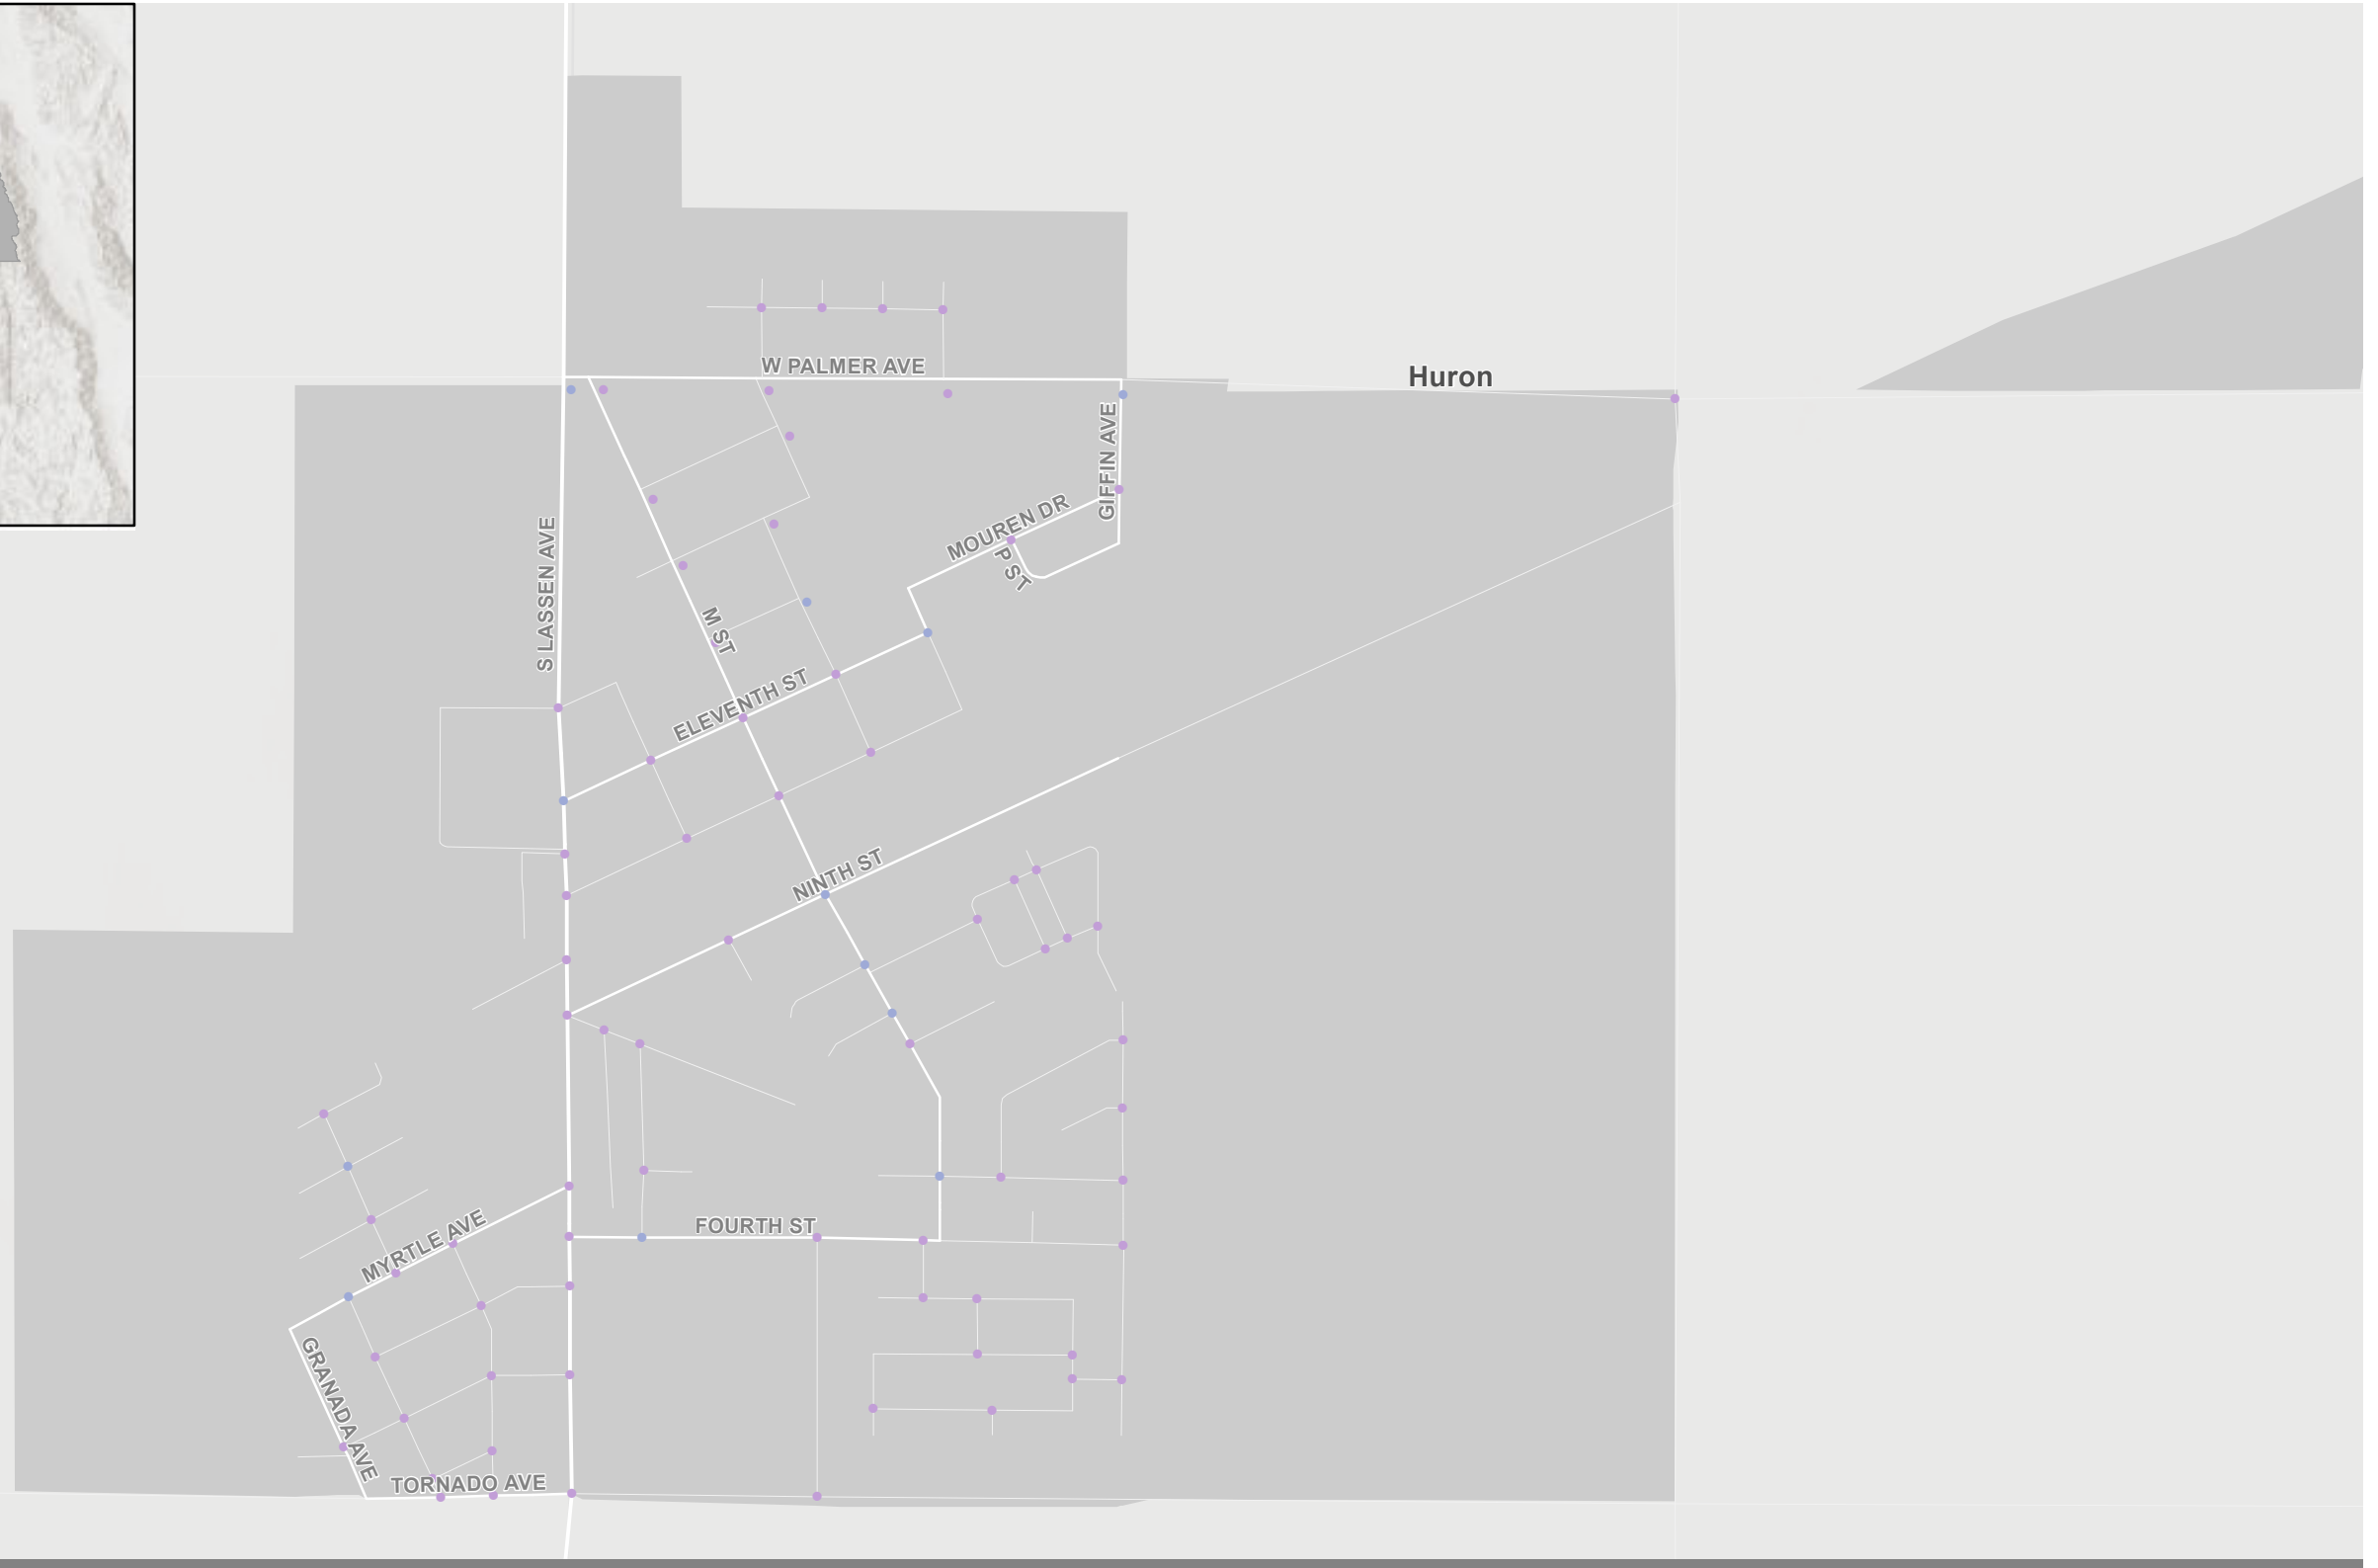 W PALMER AVE
Huron
GIFFIN AVE
MOUREN DR
S LASSEN AVE
P ST
M ST
ELEVENTH ST
NINTH ST
FOURTH ST
MYRTLE AVE
GRANADA AVE
TORNADO AVE